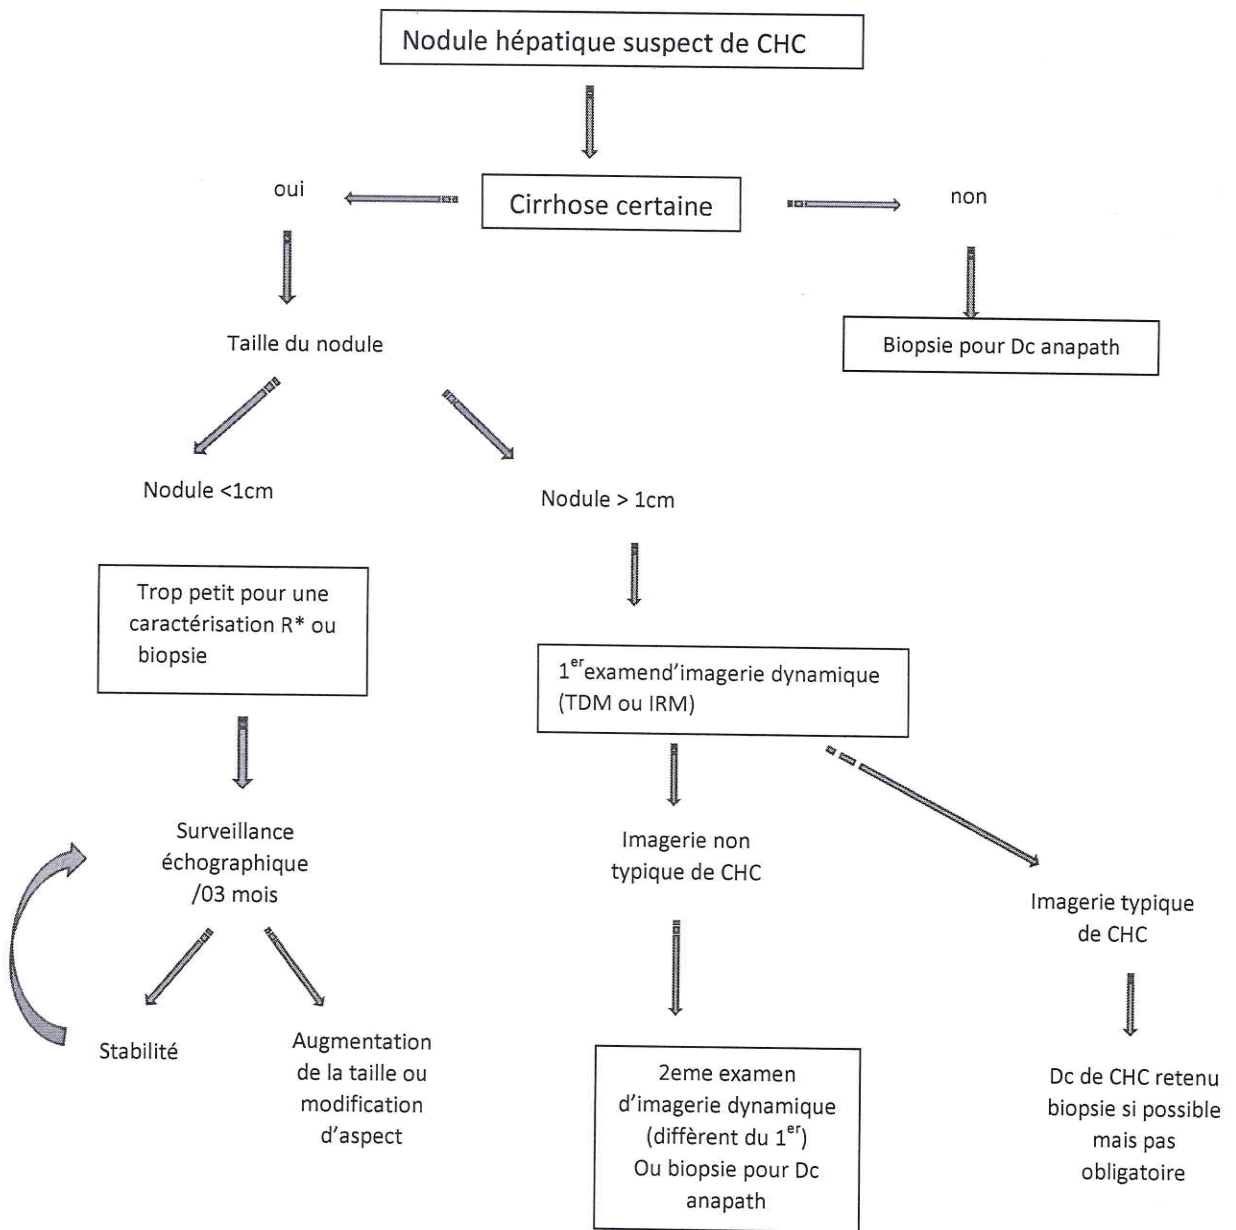 Nodule hépatique suspect de CHC
oui
Cirrhose certaine
non
Taille du nodule
Biopsie pour Dc anapath
Nodule <1cm
Nodule > 1cm
Trop petit pour une
caractérisation R* ou
biopsie
1er examend’imagerie dynamique
(TDM ou IRM)
Surveillance
échographique
/03 mois
Imagerie non
typique de CHC
Imagerie typique
de CHC
Stabilité
Augmentation
de la taille ou
modification
d’aspect
2eme examen
d’imagerie dynamique
(diffèrent du 1er)
Ou biopsie pour Dc
anapath
Dc de CHC retenu
biopsie si possible
mais pas
obligatoire